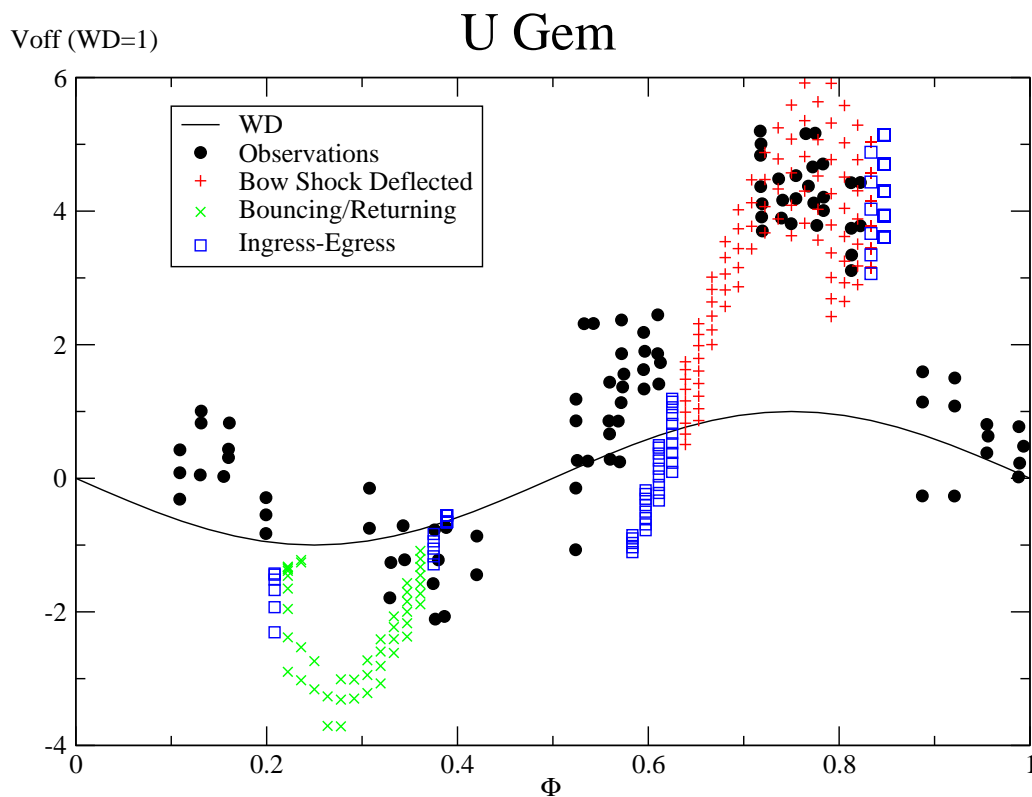 U Gem
Voff (WD=1)
6
4
2
0
-2
-4
WD
Observations
Bow Shock Deflected
Bouncing/Returning
Ingress-Egress
0 0.2 0.4 0.6 0.8 1
Φ